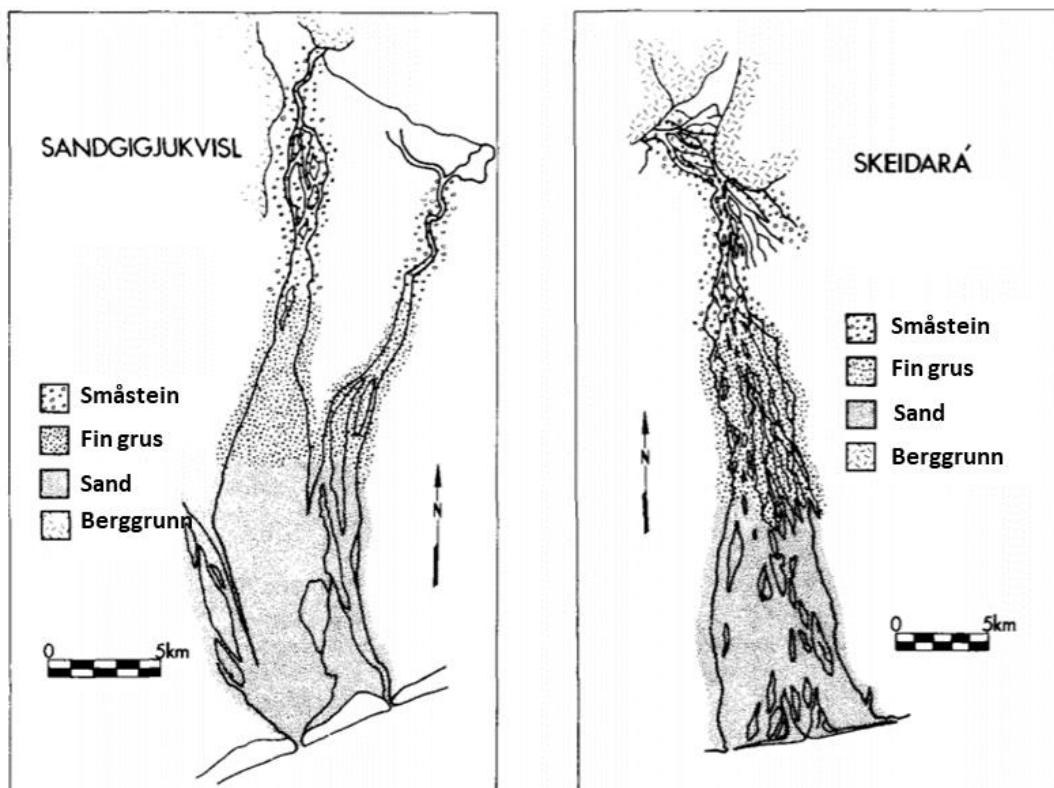 SANDGIGJUKVISL
Småstein
Fin grus
Sand
Berggrunn
N
0 5km
SKEIDARÁ
Småstein
Fin grus
Sand
Berggrunn
N
0 5km